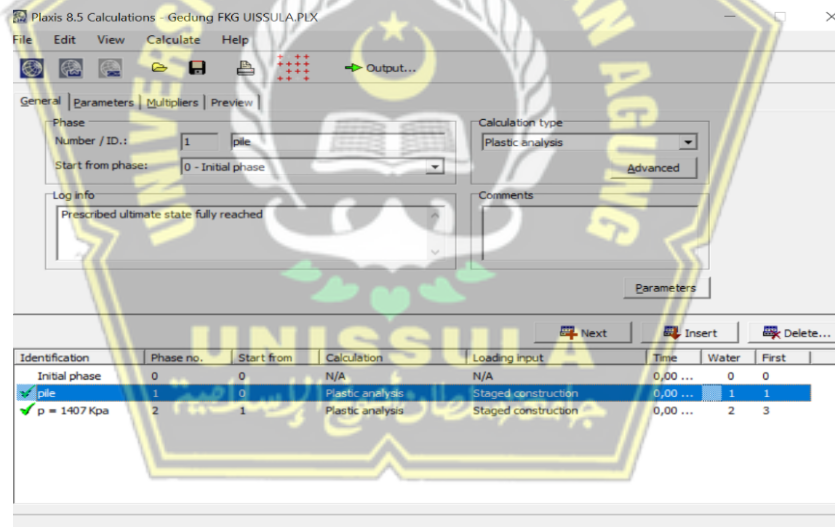 Plaxis 8.5 Calculations - Gedung FKG UISSULA.PLX
File Edit View Calculate Help
Output...
General Parameters Multipliers Preview
Phase
Number / ID.: 1 pile
Start from phase: 0 - Initial phase
Calculation type
Plastic analysis
Advanced
Log info
Prescribed ultimate state fully reached
Comments
Parameters
Next Insert Delete...
Identification Phase no. Start from Calculation Loading input Time Water First
Initial phase 0 0 N/A N/A 0,00 ... 0 0
pile 1 0 Plastic analysis Staged construction 0,00 ... 1 1
p = 1407 Kpa 2 1 Plastic analysis Staged construction 0,00 ... 2 3
AGUNG
UNISSULA